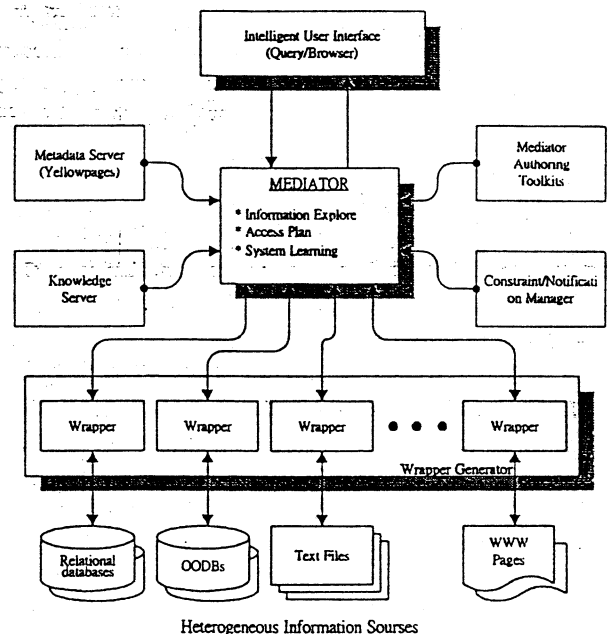 Intelligent User Interface
(Query/Browser)
Metadata Server
(Yellowpages)
Mediator
Authoring
Toolkits
MEDIATOR
* Information Explore
* Access Plan
* System Learning
Knowledge
Server
Constraint/Notificati
on Manager
Wrapper
Wrapper
Wrapper
Wrapper
Wrapper Generator
Relational
databases
OODBs
Text Files
WWW
Pages
Heterogeneous Information Sourses